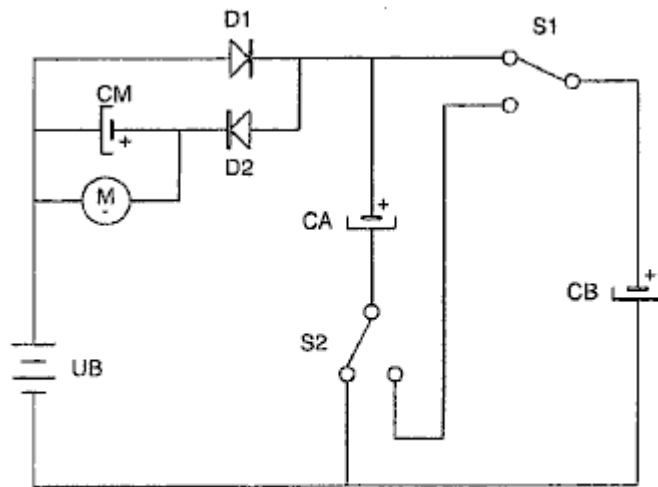 D1
S1
CM
+
D2
M
-
+
CA
+
CB
S2
UB